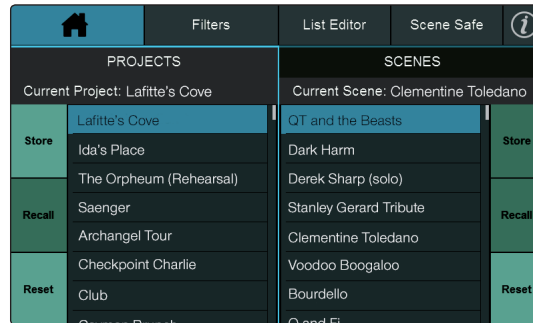 Filters
List Editor
Scene Safe
i
PROJECTS
Current Project: Lafitte's Cove
Store
Recall
Reset
Lafitte's Cove
Ida's Place
The Orpheum (Rehearsal)
Saenger
Archangel Tour
Checkpoint Charlie
Club
SCENES
Current Scene: Clementine Toledano
QT and the Beasts
Dark Harm
Derek Sharp (solo)
Stanley Gerard Tribute
Clementine Toledano
Voodoo Boogaloo
Bourdello
Store
Recall
Reset